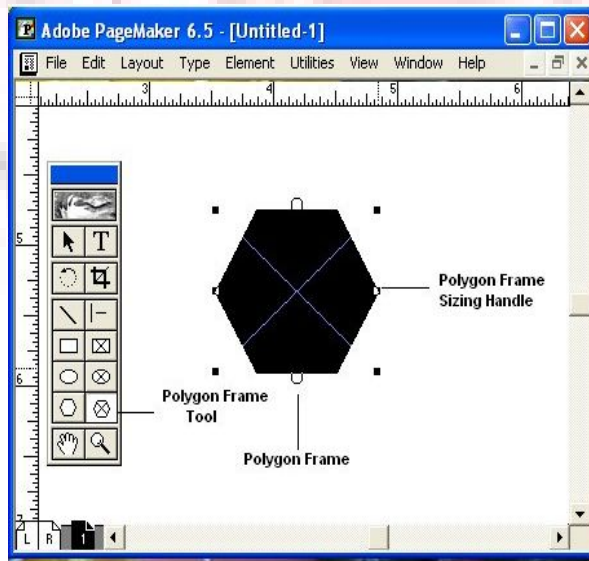 Adobe PageMaker 6.5 - [Untitled-1]
File Edit Layout Type Element Utilities View Window Help
3 4 5 6
T
5
Polygon Frame
Sizing Handle
6
Polygon Frame
Tool
Polygon Frame
7
L R 1